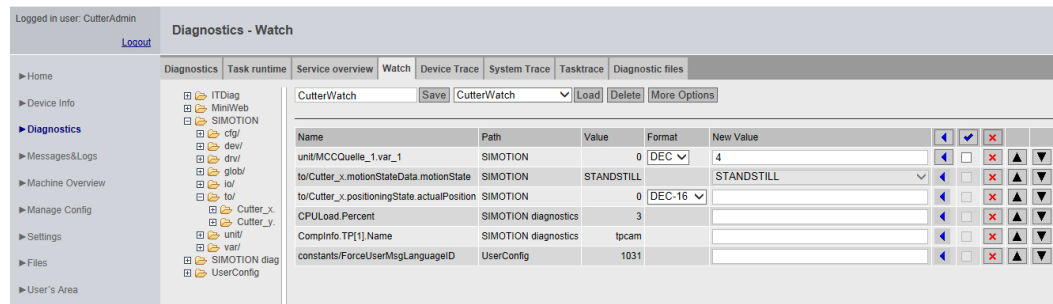 Logged in user: CutterAdmin
Logout
Diagnostics - Watch
Home
Device Info
Diagnostics
Messages&Logs
Machine Overview
Manage Config
Settings
Files
User's Area
Diagnostics Task runtime Service overview Watch Device Trace System Trace Tasktrace Diagnostic files
ITDiag
MiniWeb
SIMOTION
cfg/
dev/
drv/
glob/
io/
to/
Cutter_x.
Cutter_y.
unit/
var/
SIMOTION diag
UserConfig
CutterWatch Save CutterWatch Load Delete More Options
Name Path Value Format New Value
unit/MCCQuelle_1.var_1 SIMOTION 0 DEC 4
to/Cutter_x.motionStateData.motionState SIMOTION STANDSTILL STANDSTILL
to/Cutter_x.positioningState.actualPosition SIMOTION 0 DEC-16
CPULoad.Percent SIMOTION diagnostics 3
CompInfo.TP[1].Name SIMOTION diagnostics tpcam
constants/ForceUserMsgLanguageID UserConfig 1031